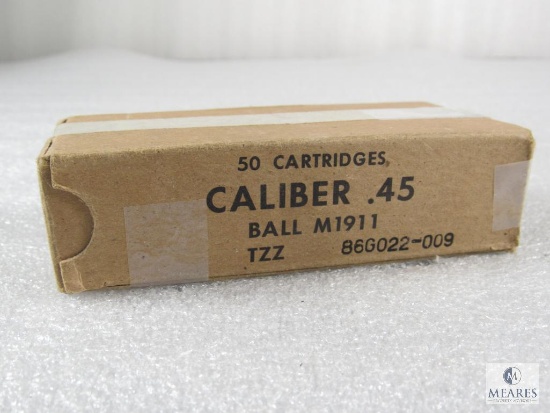 50 CARTRIDGES,
CALIBER .45
BALL M1911
TZZ 86G022-009
M
MEARES